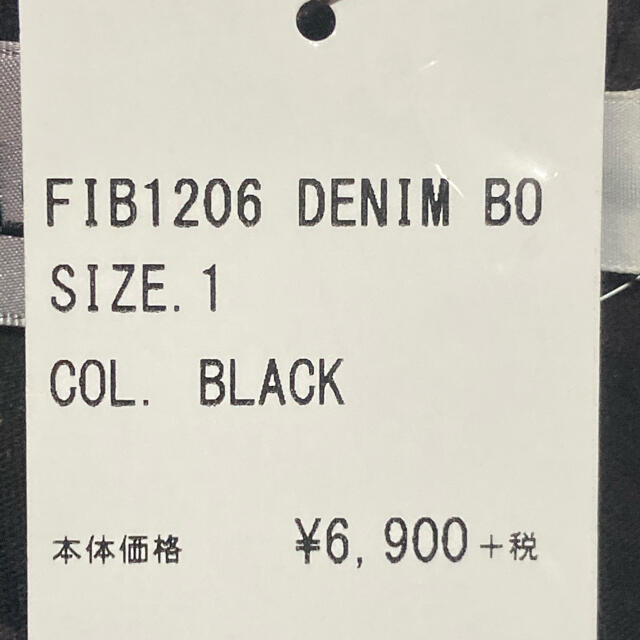 FIB1206 DENIM BO
SIZE.1
COL. BLACK
本体価格 ¥6,900+税